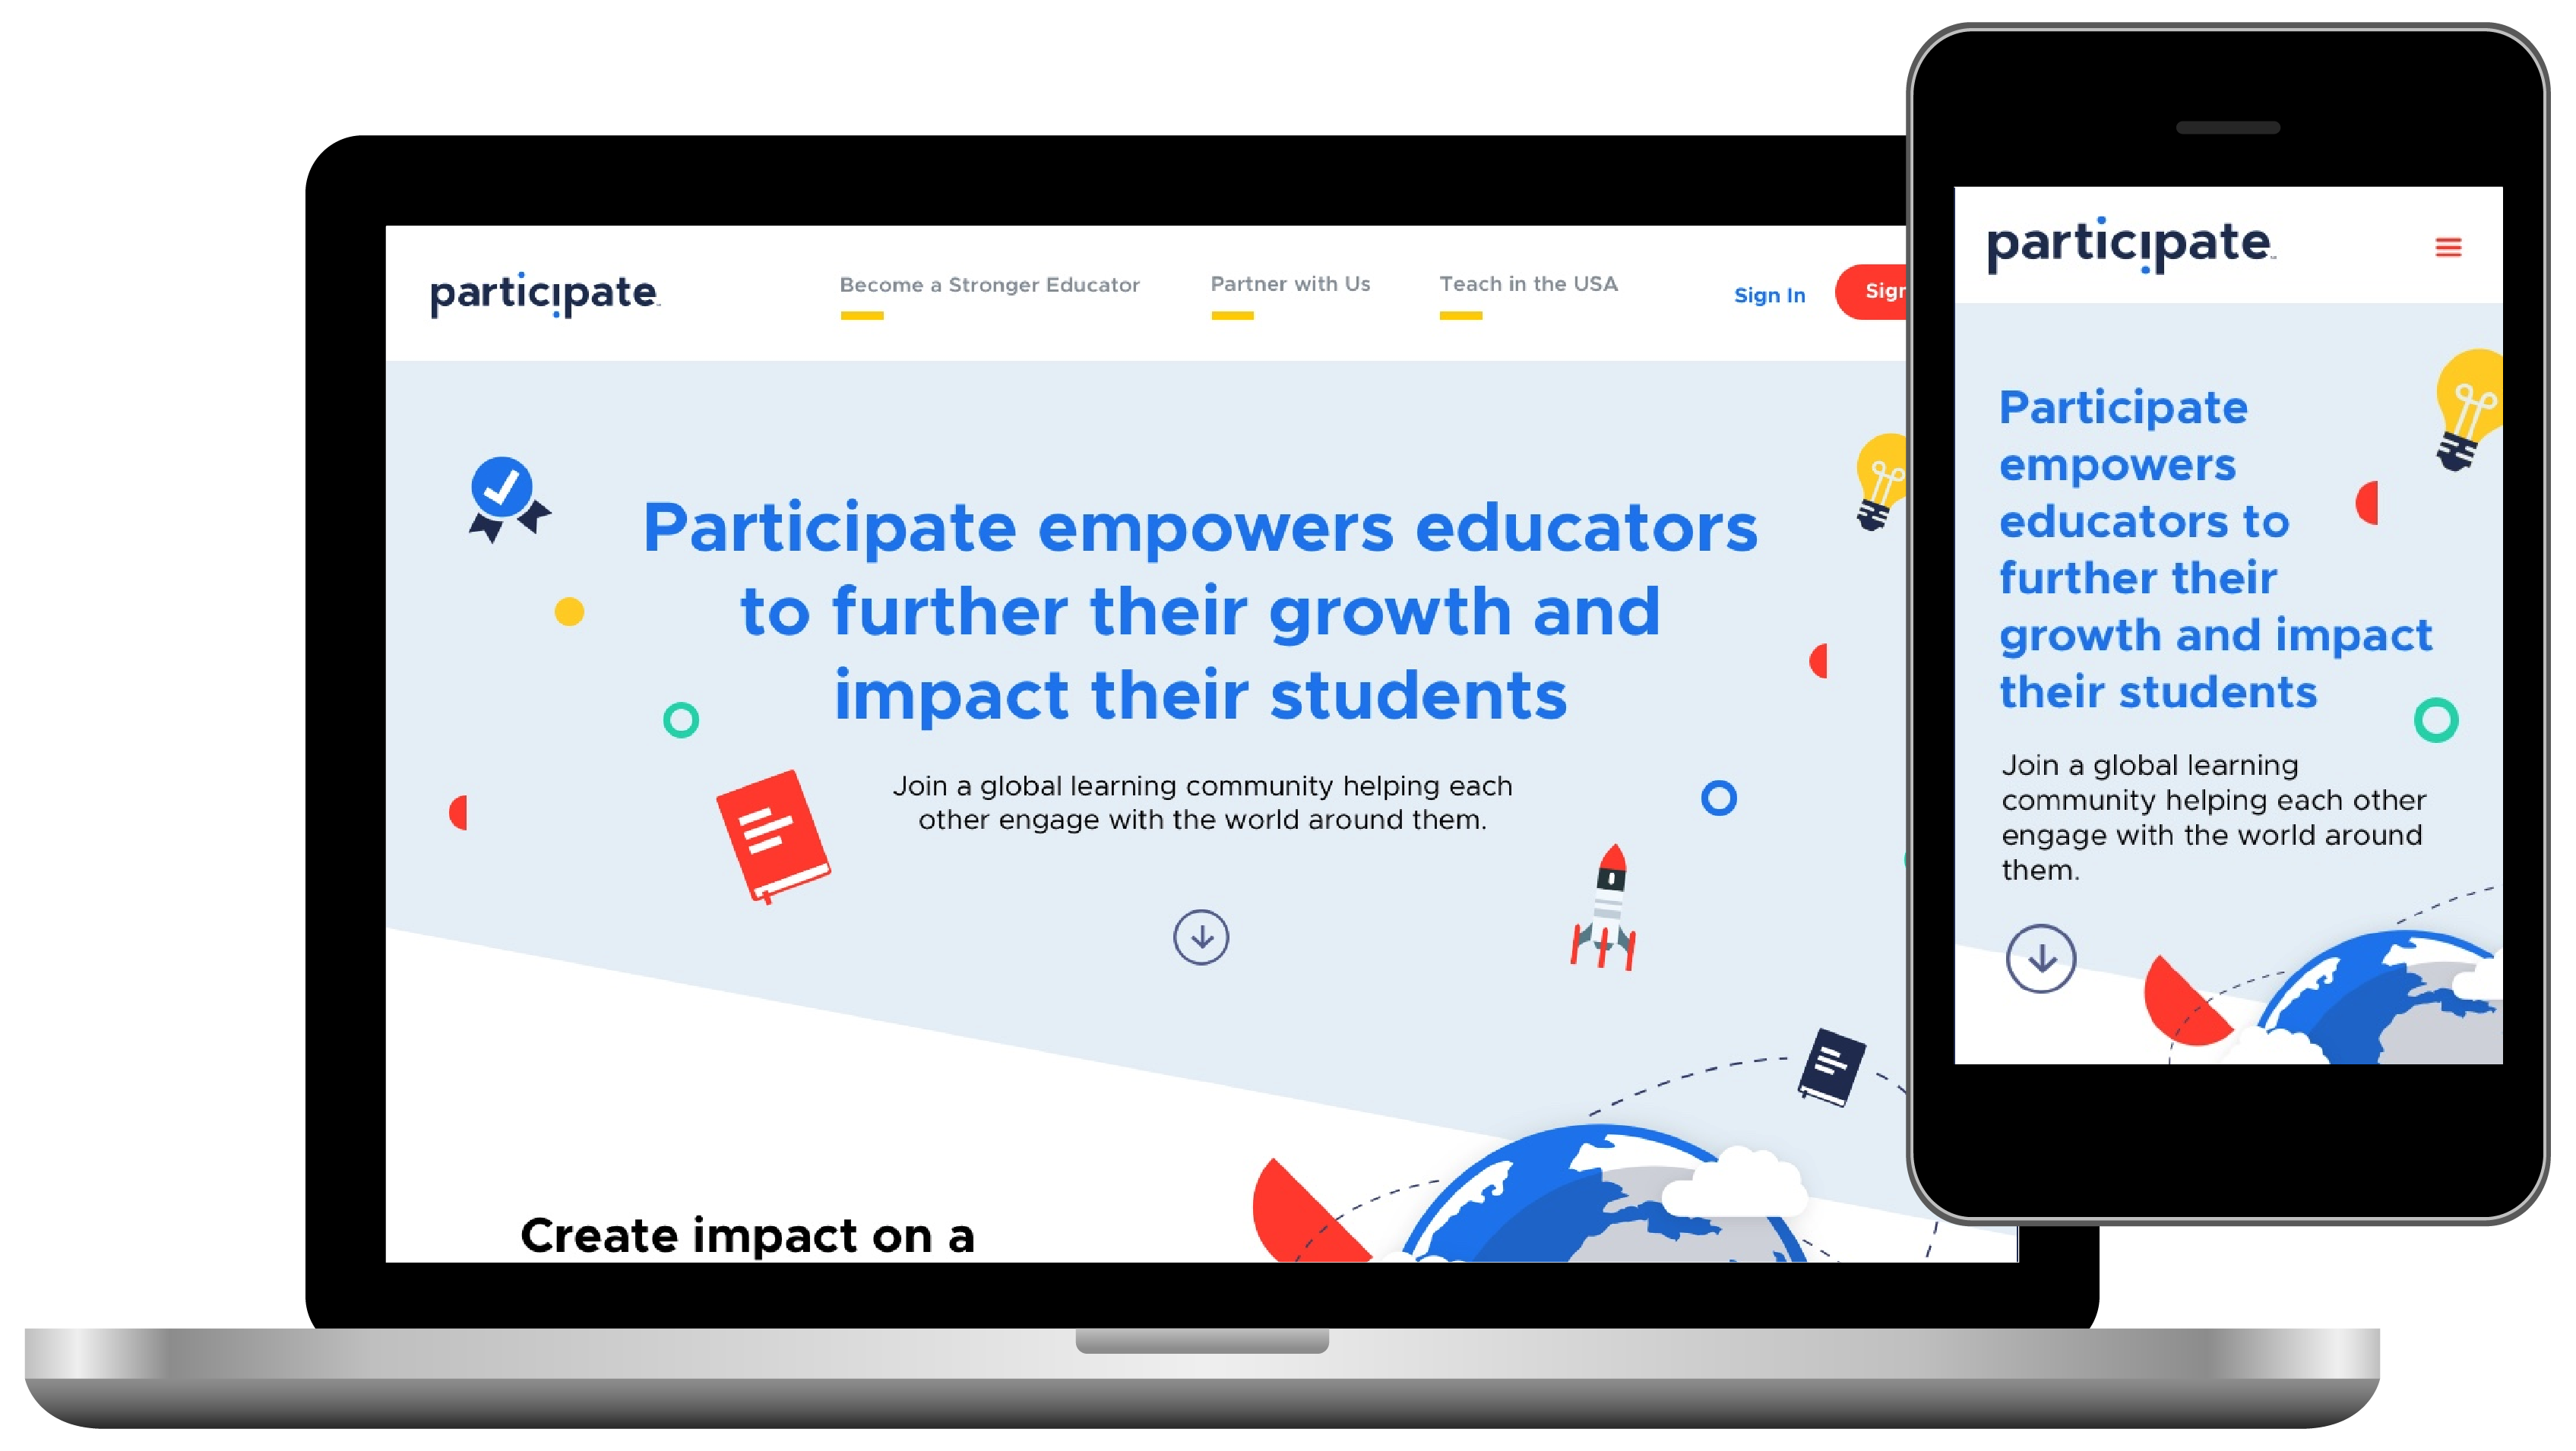 participate
Become a Stronger Educator
Partner with Us
Teach in the USA
Sign In
Participate empowers educators
to further their growth and
impact their students
Join a global learning community helping each
other engage with the world around them.
Create impact on a
participate
Participate
empowers
educators to
further their
growth and impact
their students
Join a global learning
community helping each other
engage with the world around
them.